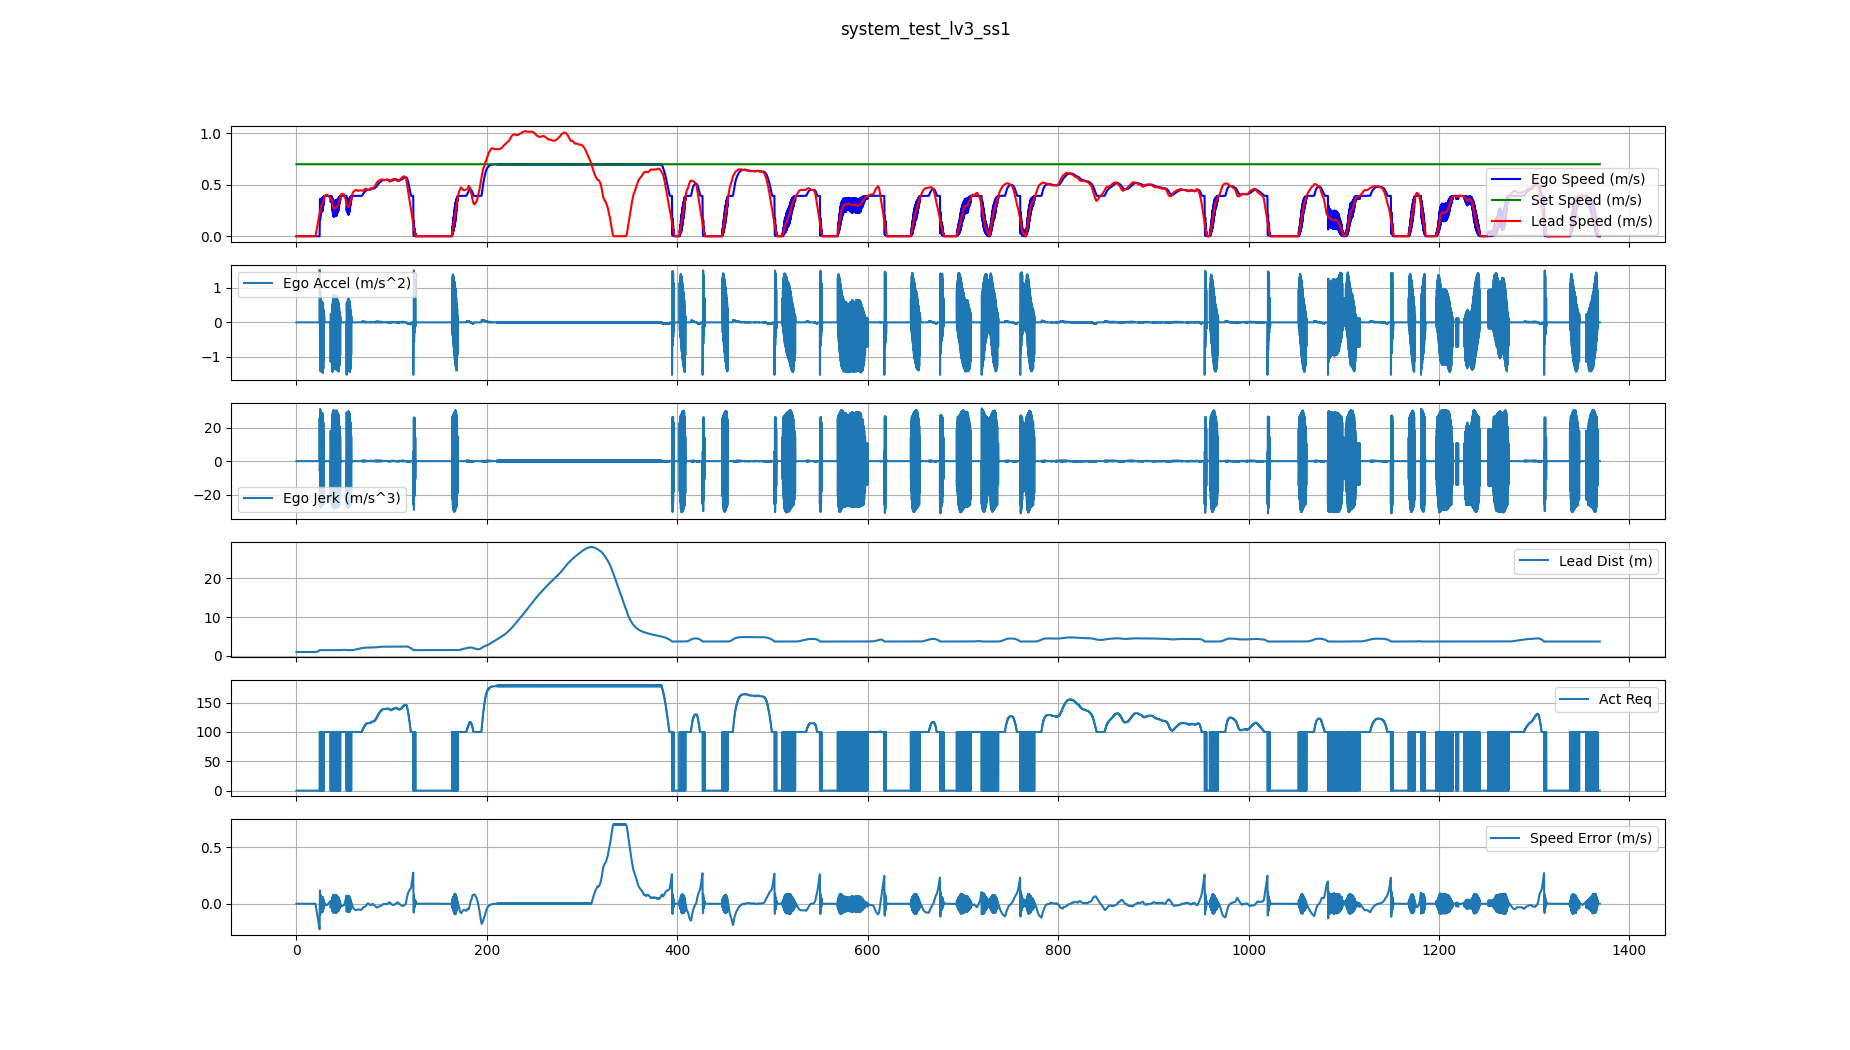 system_test_lv3_ss1
1.0
0.5
0.0
Ego Speed (m/s)
Set Speed (m/s)
Lead Speed (m/s)
1
0
−1
Ego Accel (m/s^2)
20
0
−20
Ego Jerk (m/s^3)
20
10
0
Lead Dist (m)
150
100
50
0
Act Req
0.5
0.0
Speed Error (m/s)
0 200 400 600 800 1000 1200 1400